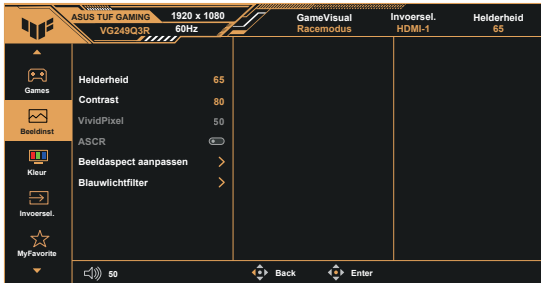 ASUS TUF GAMING 1920 x 1080 GameVisual Invoersel. Helderheid
VG249Q3R 60Hz Racemodus HDMI-1 65
Games
Beeldinst
Kleur
Invoersel.
MyFavorite
Helderheid 65
Contrast 80
VividPixel 50
ASCR
Beeldaspect aanpassen
Blauwlichtfilter
50 Back Enter